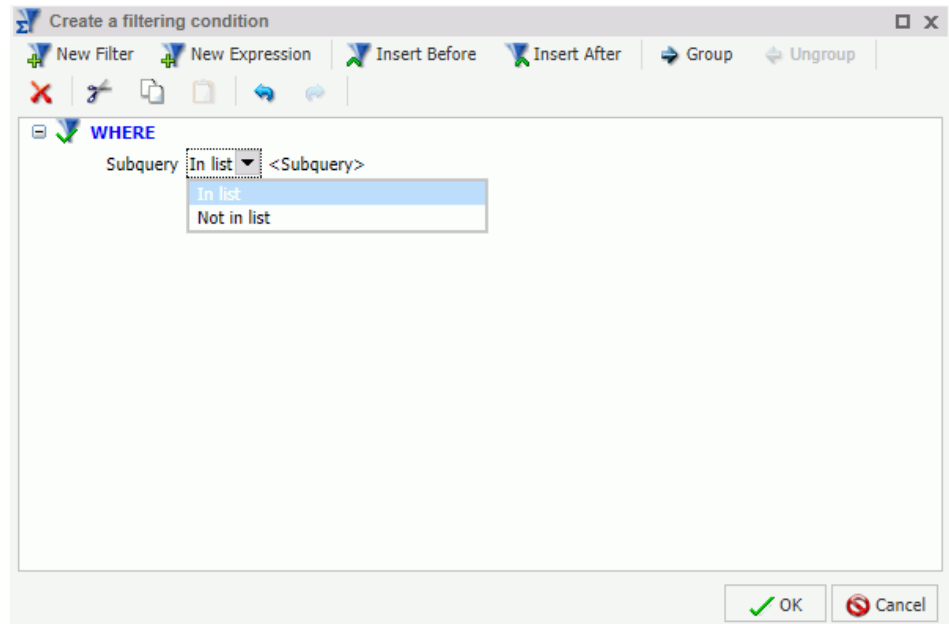 Create a filtering condition
New Filter New Expression Insert Before Insert After Group Ungroup
WHERE
Subquery In list <Subquery>
In list
Not in list
OK Cancel